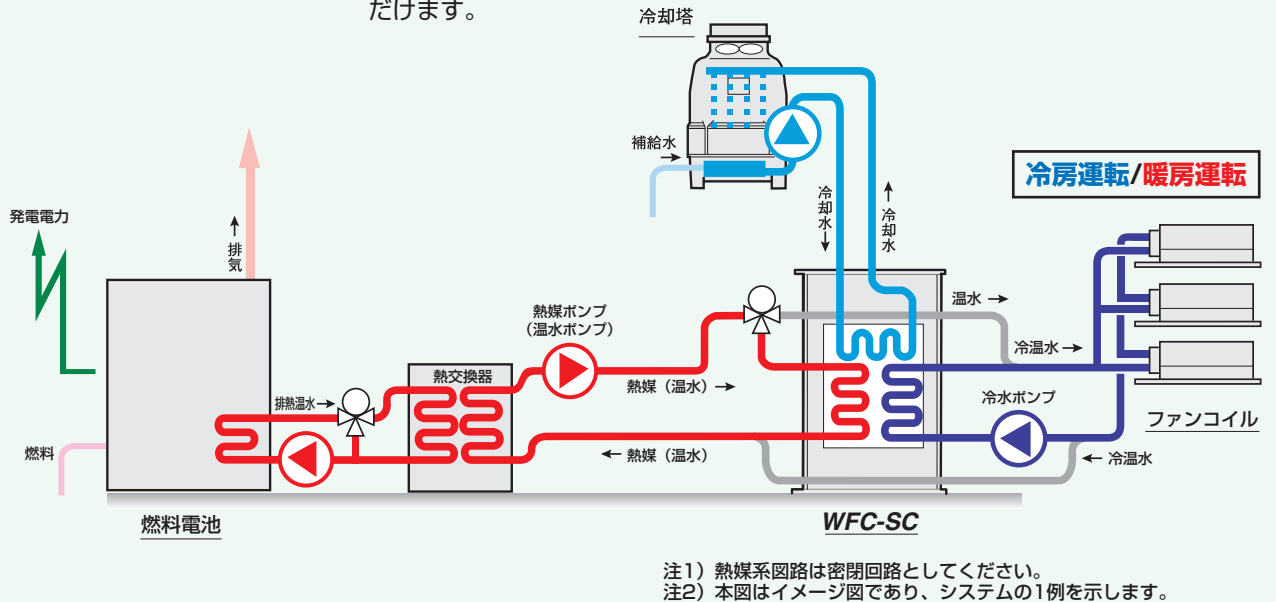 だけます。
冷却塔
補給水
→
冷房運転/暖房運転
発電電力
↑排気
冷却水↓
↑冷却水
熱媒ポンプ
(温水ポンプ)
温水→
冷温水→
熱交換器
排熱温水→
熱媒(温水)→
冷水ポンプ
ファンコイル
燃料
←熱媒(温水)
←冷温水
燃料電池
WFC-SC
注1)熱媒系図路は密閉回路としてください。
注2)本図はイメージ図であり、システムの1例を示します。